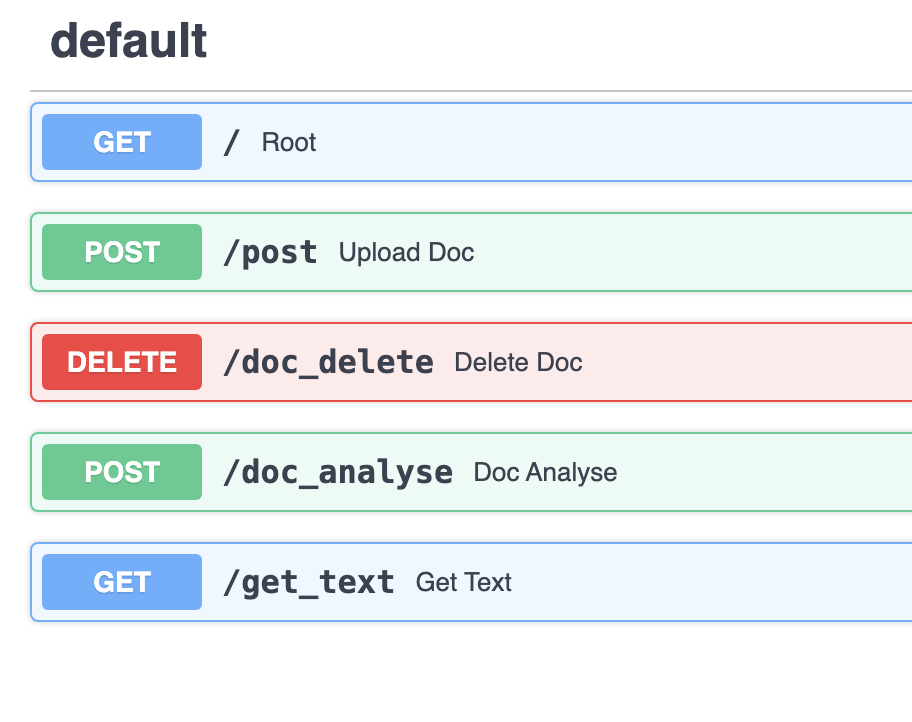 default
GET / Root
POST /post Upload Doc
DELETE /doc_delete Delete Doc
POST /doc_analyse Doc Analyse
GET /get_text Get Text